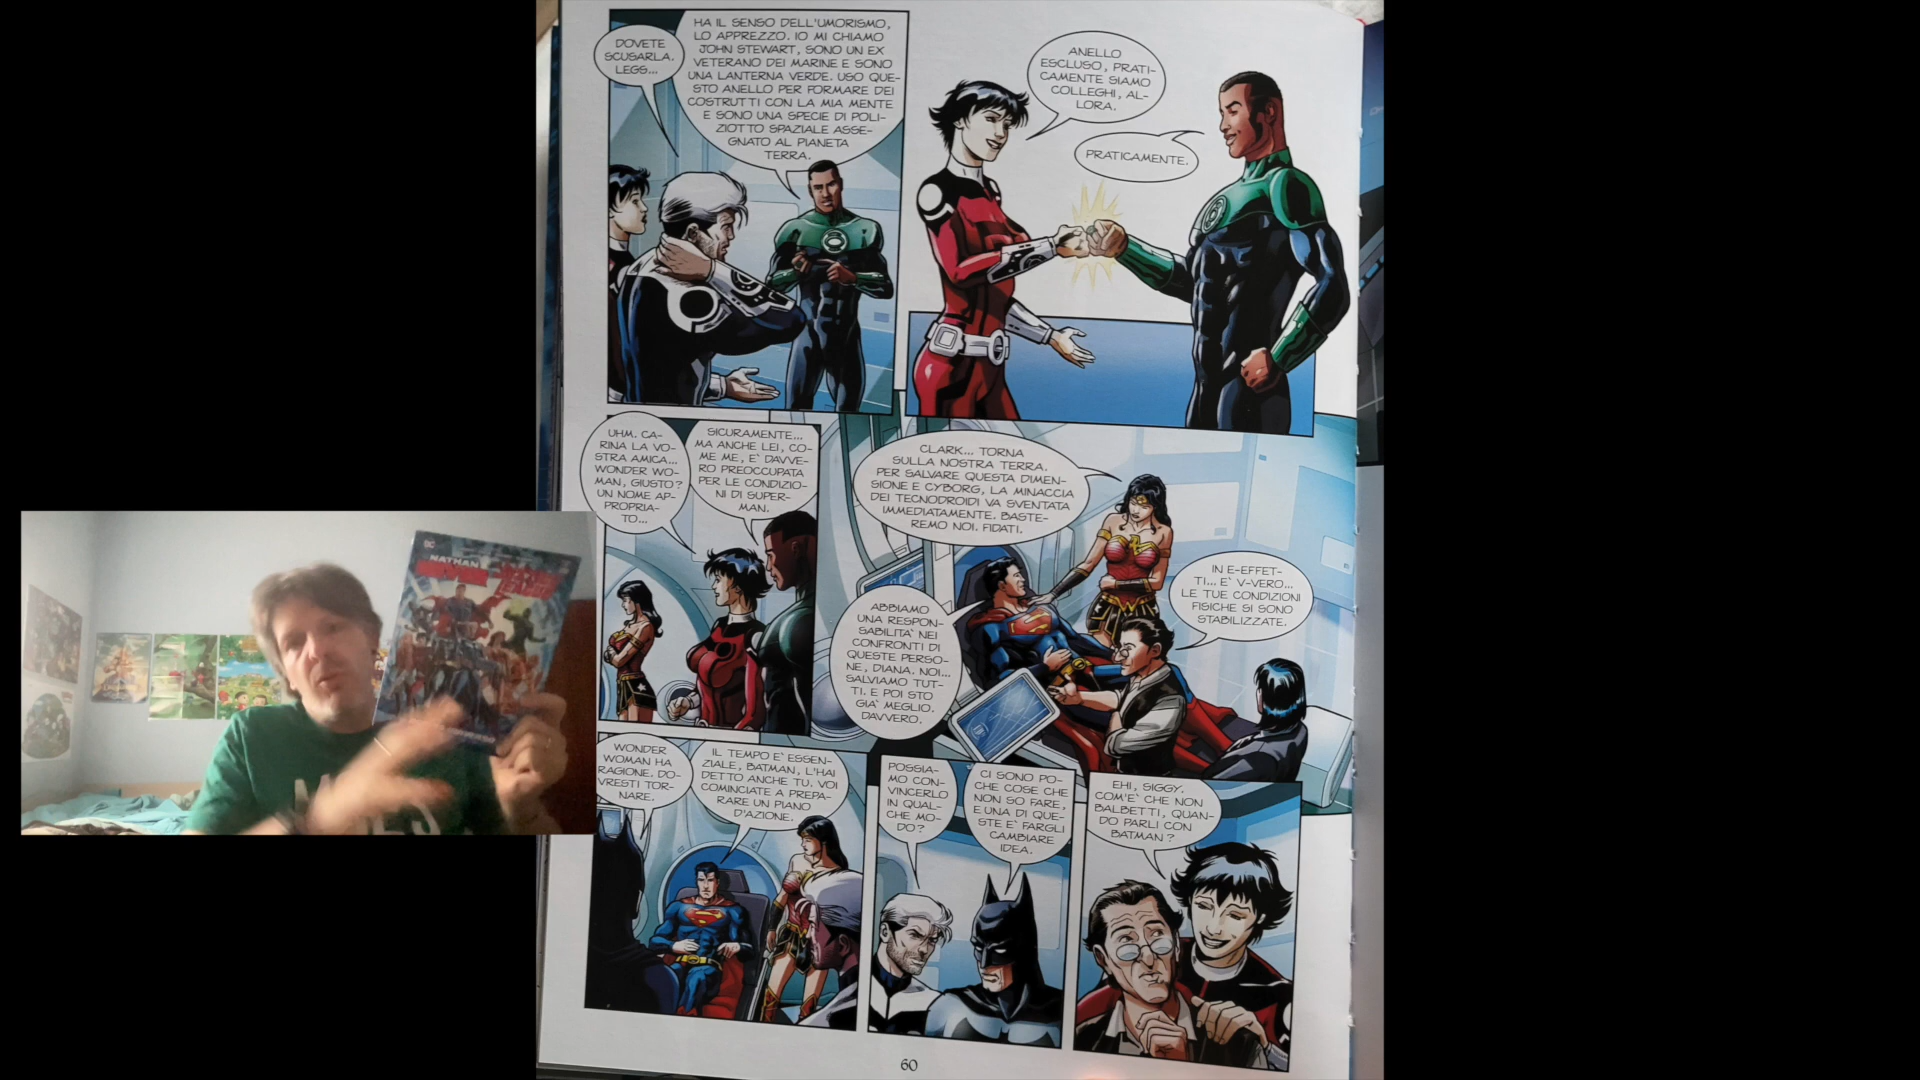 DOVETE
SCUSARLA.
LEGS...
HA IL SENSO DELL'UMORISMO,
LO APPREZZO. IO MI CHIAMO
JOHN STEWART, SONO UN EX
VETERANO DEI MARINE E SONO
UNA LANTERNA VERDE. USO QUE-
STO ANELLO PER FORMARE DEI
COSTRUTTI CON LA MIA MENTE
E SONO UNA SPECIE DI POLI-
ZIOTTO SPAZIALE ASSE-
GNATO AL PIANETA
TERRA.
ANELLO
ESCLUSO, PRATI-
CAMENTE SIAMO
COLLEGHI, AL-
LORA.
PRATICAMENTE.
UHM. CA-
RINA LA VO-
STRA AMICA...
WONDER WO-
MAN, GIUSTO?
UN NOME AP-
PROPRIA-
TO...
SICURAMENTE...
MA ANCHE LEI, CO-
ME ME, E' DAVVE-
RO PREOCCUPATA
PER LE CONDIZIO-
NI DI SUPER-
MAN.
CLARK... TORNA
SULLA NOSTRA TERRA.
PER SALVARE QUESTA DIMEN-
SIONE E CYBORG, LA MINACCIA
DEI TECNODROIDI VA SVENTATA
IMMEDIATAMENTE. BASTE-
REMO NOI. FIDATI.
ABBIAMO
UNA RESPON-
SABILITA' NEI
CONFRONTI DI
QUESTE PERSO-
NE, DIANA. NOI...
SALVIAMO TUT-
TI. E POI STO
GIA' MEGLIO.
DAVVERO.
IN E-EFFET-
TI... E' V-VERO...
LE TUE CONDIZIONI
FISICHE SI SONO
STABILIZZATE.
WONDER
WOMAN HA
RAGIONE, DO-
VRESTI TOR-
NARE.
IL TEMPO E' ESSEN-
ZIALE, BATMAN, L'HAI
DETTO ANCHE TU. VOI
COMINCIATE A PREPA-
RARE UN PIANO
D'AZIONE.
POSSIA-
MO CON-
VINCERLO
IN QUAL-
CHE MO-
DO?
CI SONO PO-
CHE COSE CHE
NON SO FARE,
E UNA DI QUE-
STE E' FARGLI
CAMBIARE
IDEA.
EHI, SIGGY.
COM'E' CHE NON
BALBETTI, QUAN-
DO PARLI CON
BATMAN?
60
DC
NATHAN